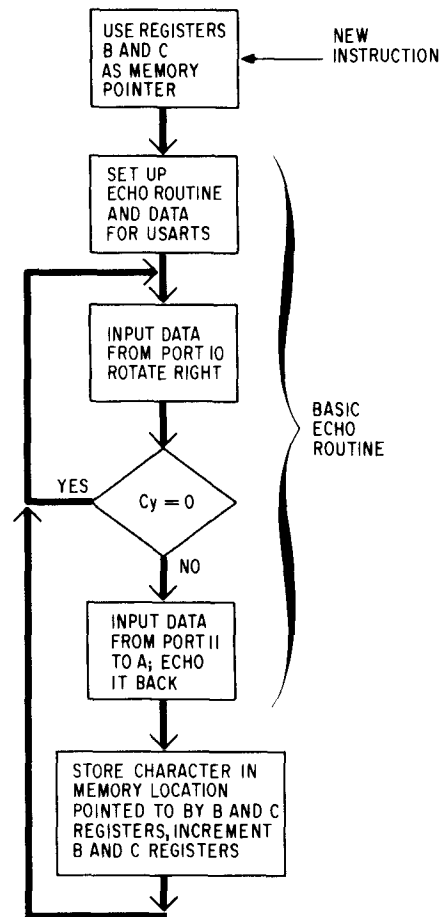 USE REGISTERS
B AND C
AS MEMORY
POINTER
NEW
INSTRUCTION
SET UP
ECHO ROUTINE
AND DATA
FOR USARTS
INPUT DATA
FROM PORT 10
ROTATE RIGHT
BASIC
ECHO
ROUTINE
YES
Cy = 0
NO
INPUT DATA
FROM PORT 11
TO A; ECHO
IT BACK
STORE CHARACTER IN
MEMORY LOCATION
POINTED TO BY B AND C
REGISTERS, INCREMENT
B AND C REGISTERS